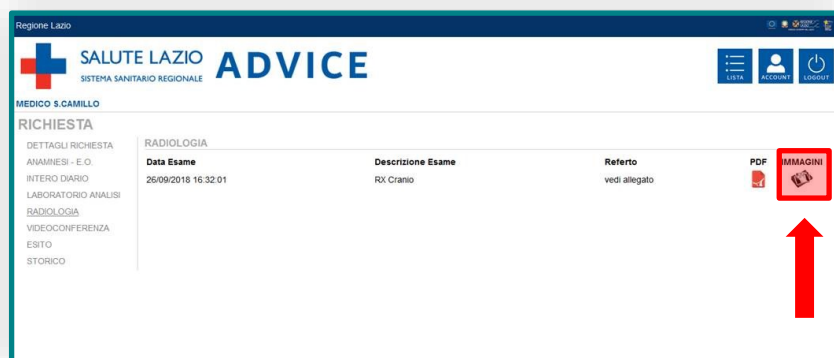 Regione Lazio
SALUTE LAZIO
SISTEMA SANITARIO REGIONALE
ADVICE
LISTA
ACCOUNT
LOGOUT
MEDICO S.CAMILLO
RICHIESTA
DETTAGLI RICHIESTA
ANAMNESI - E.O.
INTERO DIARIO
LABORATORIO ANALISI
RADIOLOGIA
VIDEOCONFERENZA
ESITO
STORICO
RADIOLOGIA
Data Esame Descrizione Esame Referto PDF IMMAGINI
26/09/2018 16:32:01 RX Cranio vedi allegato